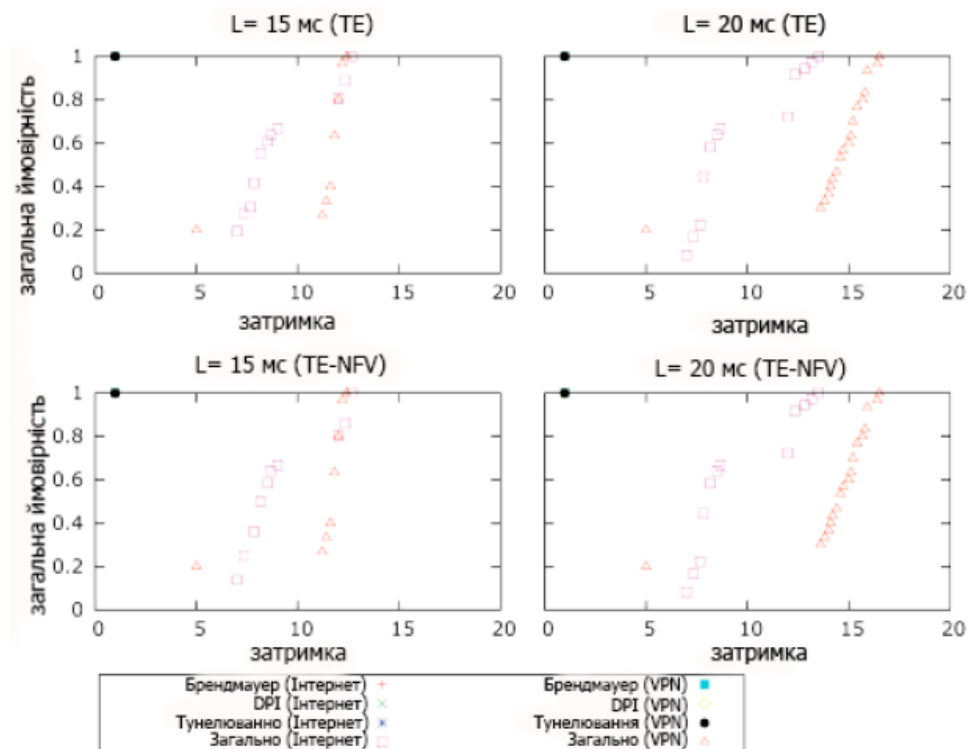 L= 15 мс (TE)
L= 20 мс (TE)
загальна ймовірність
1
0.8
0.6
0.4
0.2
0
0 5 10 15 20
затримка
0 5 10 15 20
затримка
L= 15 мс (TE-NFV)
L= 20 мс (TE-NFV)
загальна ймовірність
1
0.8
0.6
0.4
0.2
0
0 5 10 15 20
затримка
0 5 10 15 20
затримка
Брендмауер (Інтернет)
DPI (Інтернет)
Тунелюванно (Інтернет)
Загально (Інтернет)
Брендмауер (VPN)
DPI (VPN)
Тунелювання (VPN)
Загально (VPN)